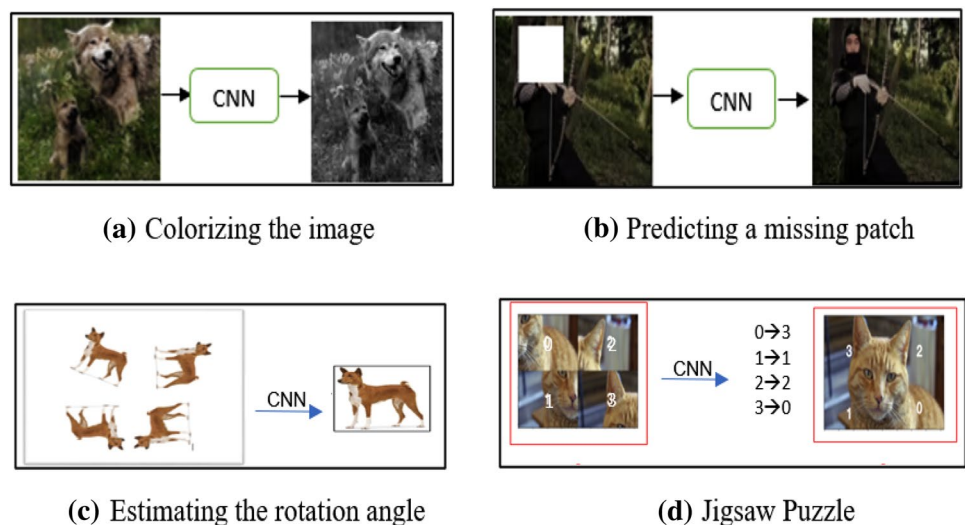 CNN
(a) Colorizing the image
CNN
(b) Predicting a missing patch
CNN
(c) Estimating the rotation angle
0
2
1
3
CNN
0→3
1→1
2→2
3→0
3
2
1
0
(d) Jigsaw Puzzle